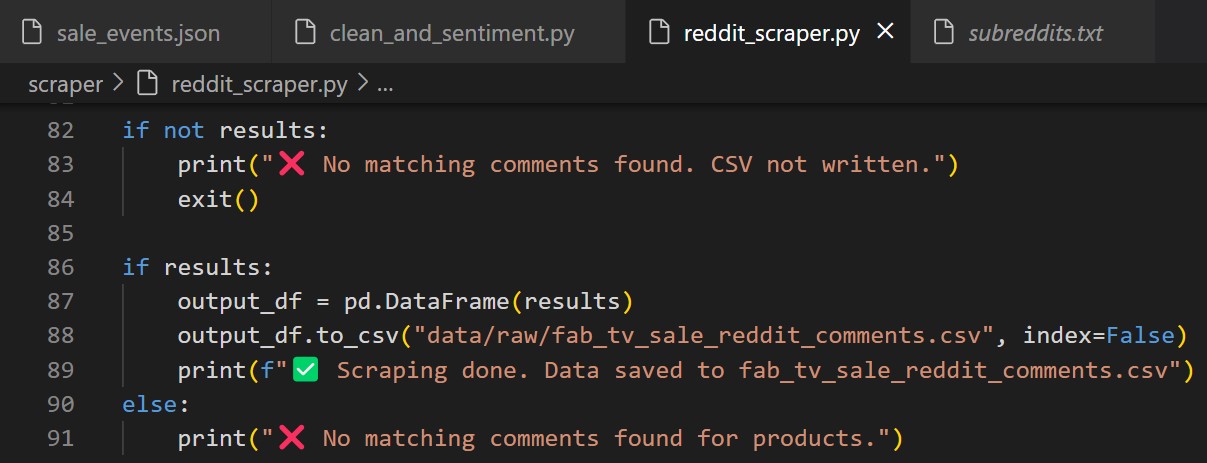 sale_events.json clean_and_sentiment.py reddit_scraper.py × subreddits.txt
scraper > reddit_scraper.py > ...
82 if not results:
83     print("❌ No matching comments found. CSV not written.")
84     exit()
85
86 if results:
87     output_df = pd.DataFrame(results)
88     output_df.to_csv("data/raw/fab_tv_sale_reddit_comments.csv", index=False)
89     print(f"✅ Scraping done. Data saved to fab_tv_sale_reddit_comments.csv")
90 else:
91     print("❌ No matching comments found for products.")